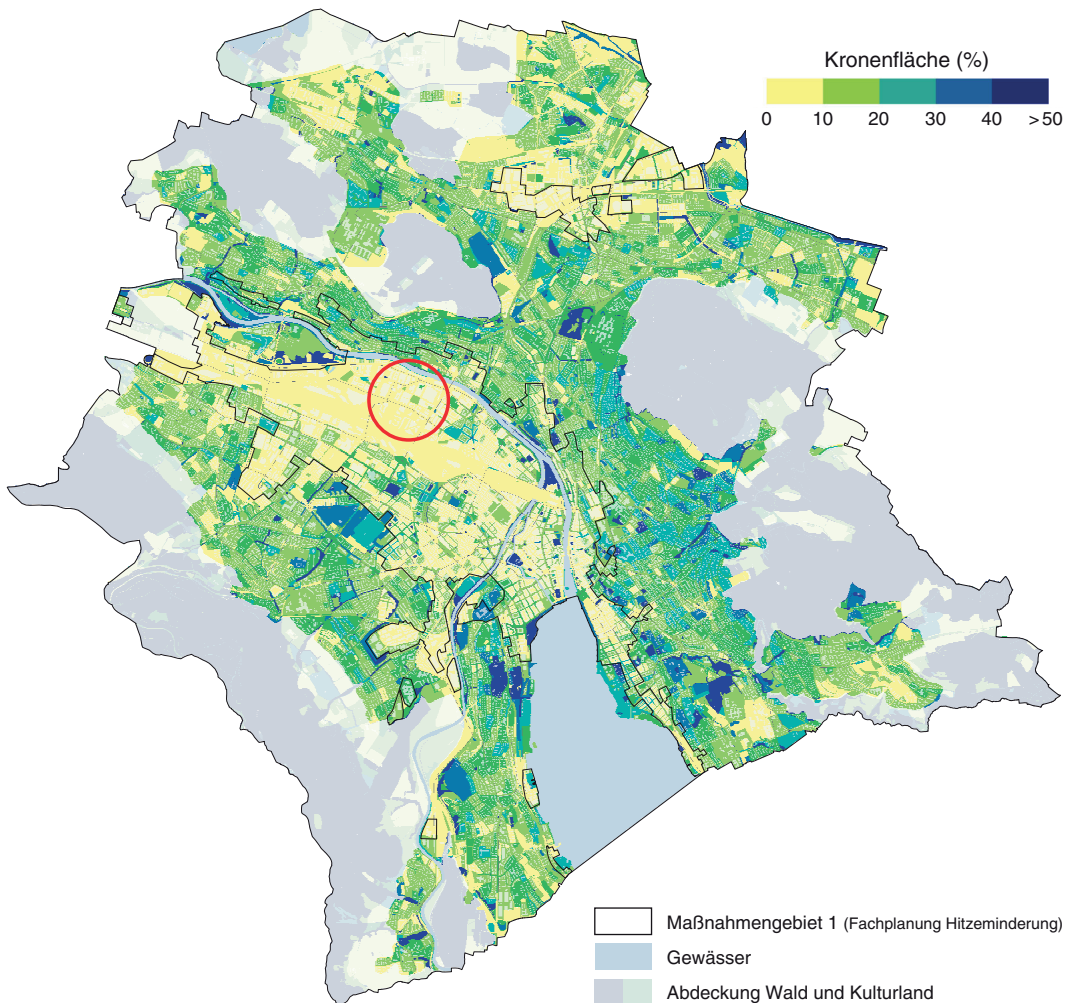 Kronenfläche (%)
0 10 20 30 40 >50
Maßnahmengebiet 1 (Fachplanung Hitzeminderung)
Gewässer
Abdeckung Wald und Kulturland